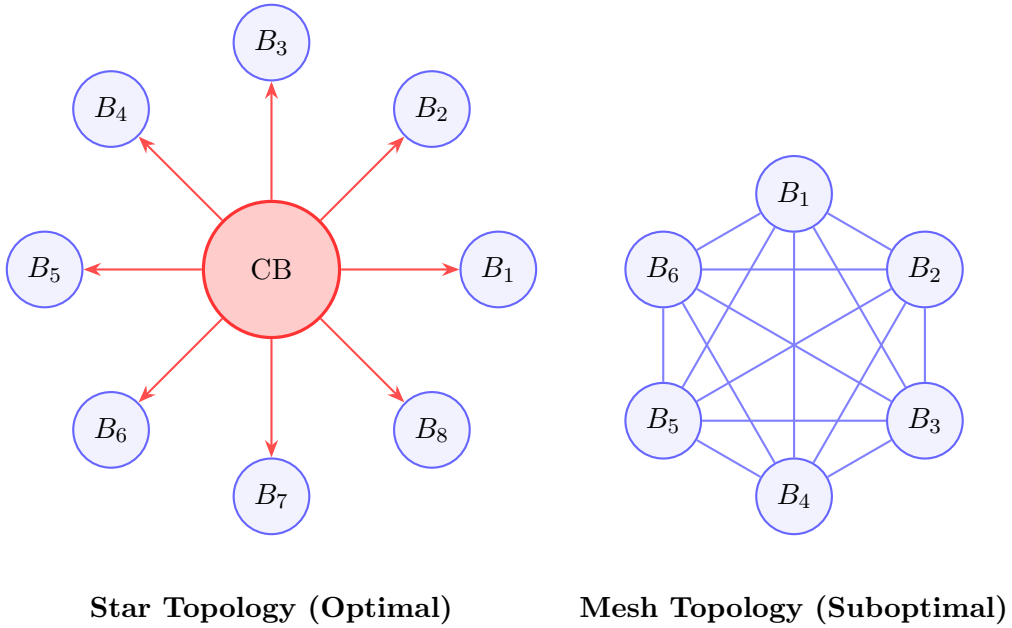 B₃
B₄
B₂
CB
B₅
B₁
B₆
B₈
B₇
Star Topology (Optimal)
B₁
B₆
B₂
B₅
B₃
B₄
Mesh Topology (Suboptimal)